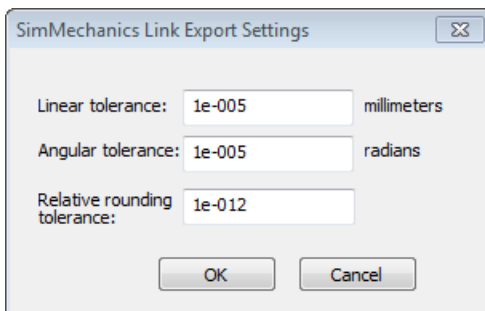 SimMechanics Link Export Settings
Linear tolerance: 1e-005 millimeters
Angular tolerance: 1e-005 radians
Relative rounding
tolerance: 1e-012
OK Cancel